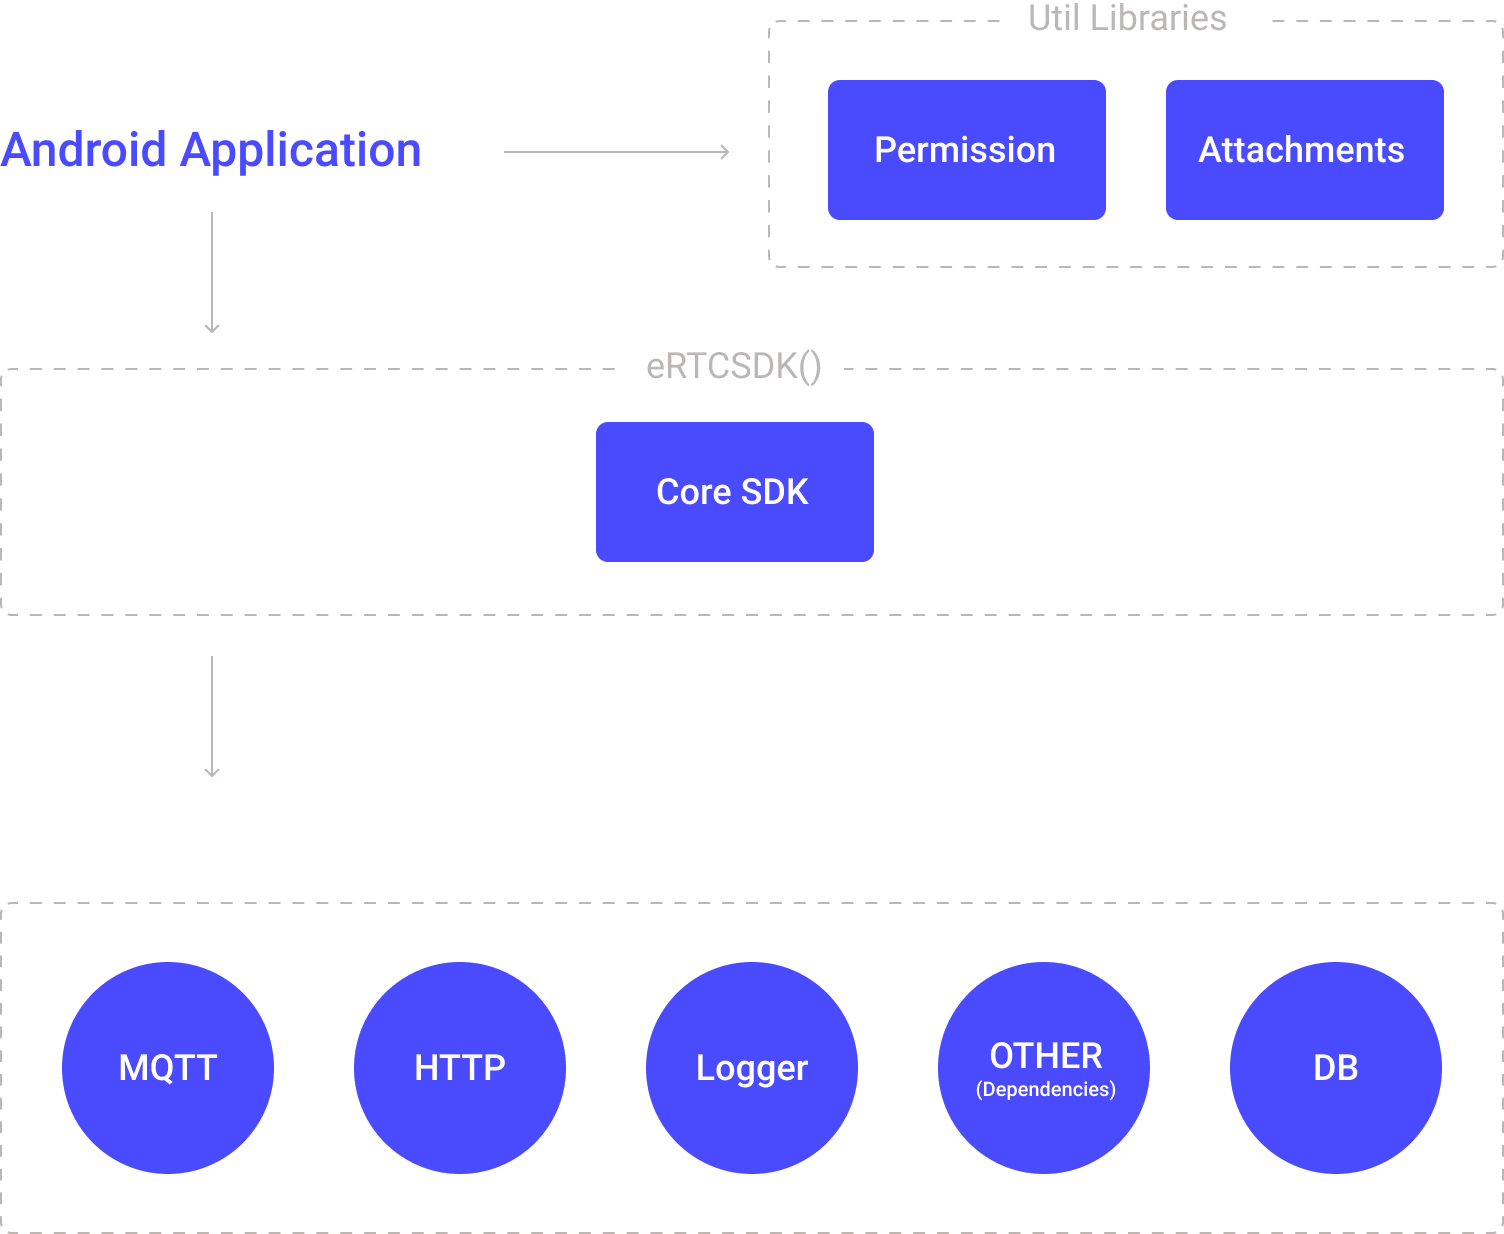 Util Libraries
Android Application
Permission
Attachments
eRTCSDK()
Core SDK
MQTT
HTTP
Logger
OTHER
(Dependencies)
DB